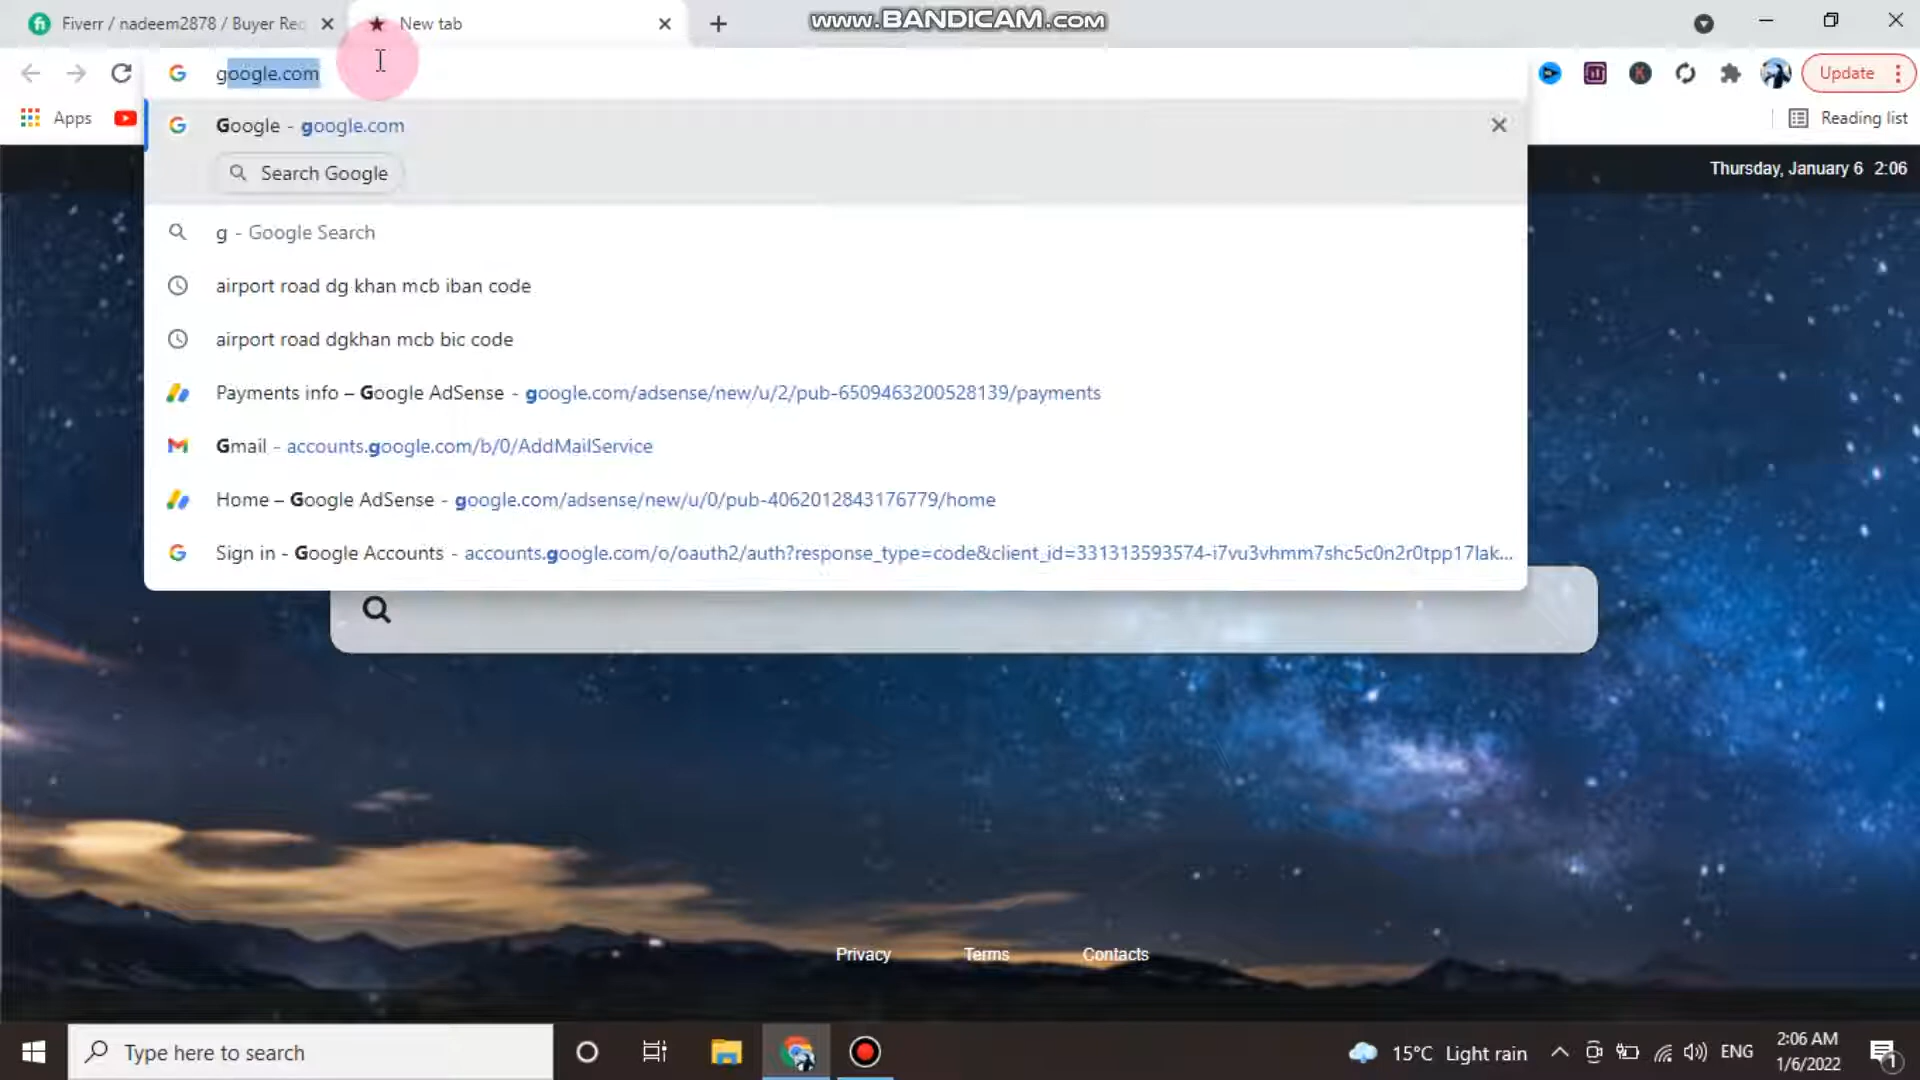 Fiverr / nadeem2878 / Buyer Req
New tab
www.BANDICAM.com
google.com
Update
Apps
Reading list
Google - google.com
Search Google
Thursday, January 6 2:06
g - Google Search
airport road dg khan mcb iban code
airport road dgkhan mcb bic code
Payments info – Google AdSense - google.com/adsense/new/u/2/pub-6509463200528139/payments
Gmail - accounts.google.com/b/0/AddMailService
Home – Google AdSense - google.com/adsense/new/u/0/pub-4062012843176779/home
Sign in - Google Accounts - accounts.google.com/o/oauth2/auth?response_type=code&client_id=331313593574-i7vu3vhmm7shc5c0n2r0tpp17lak...
Privacy
Terms
Contacts
Type here to search
15°C Light rain
ENG
2:06 AM
1/6/2022
1